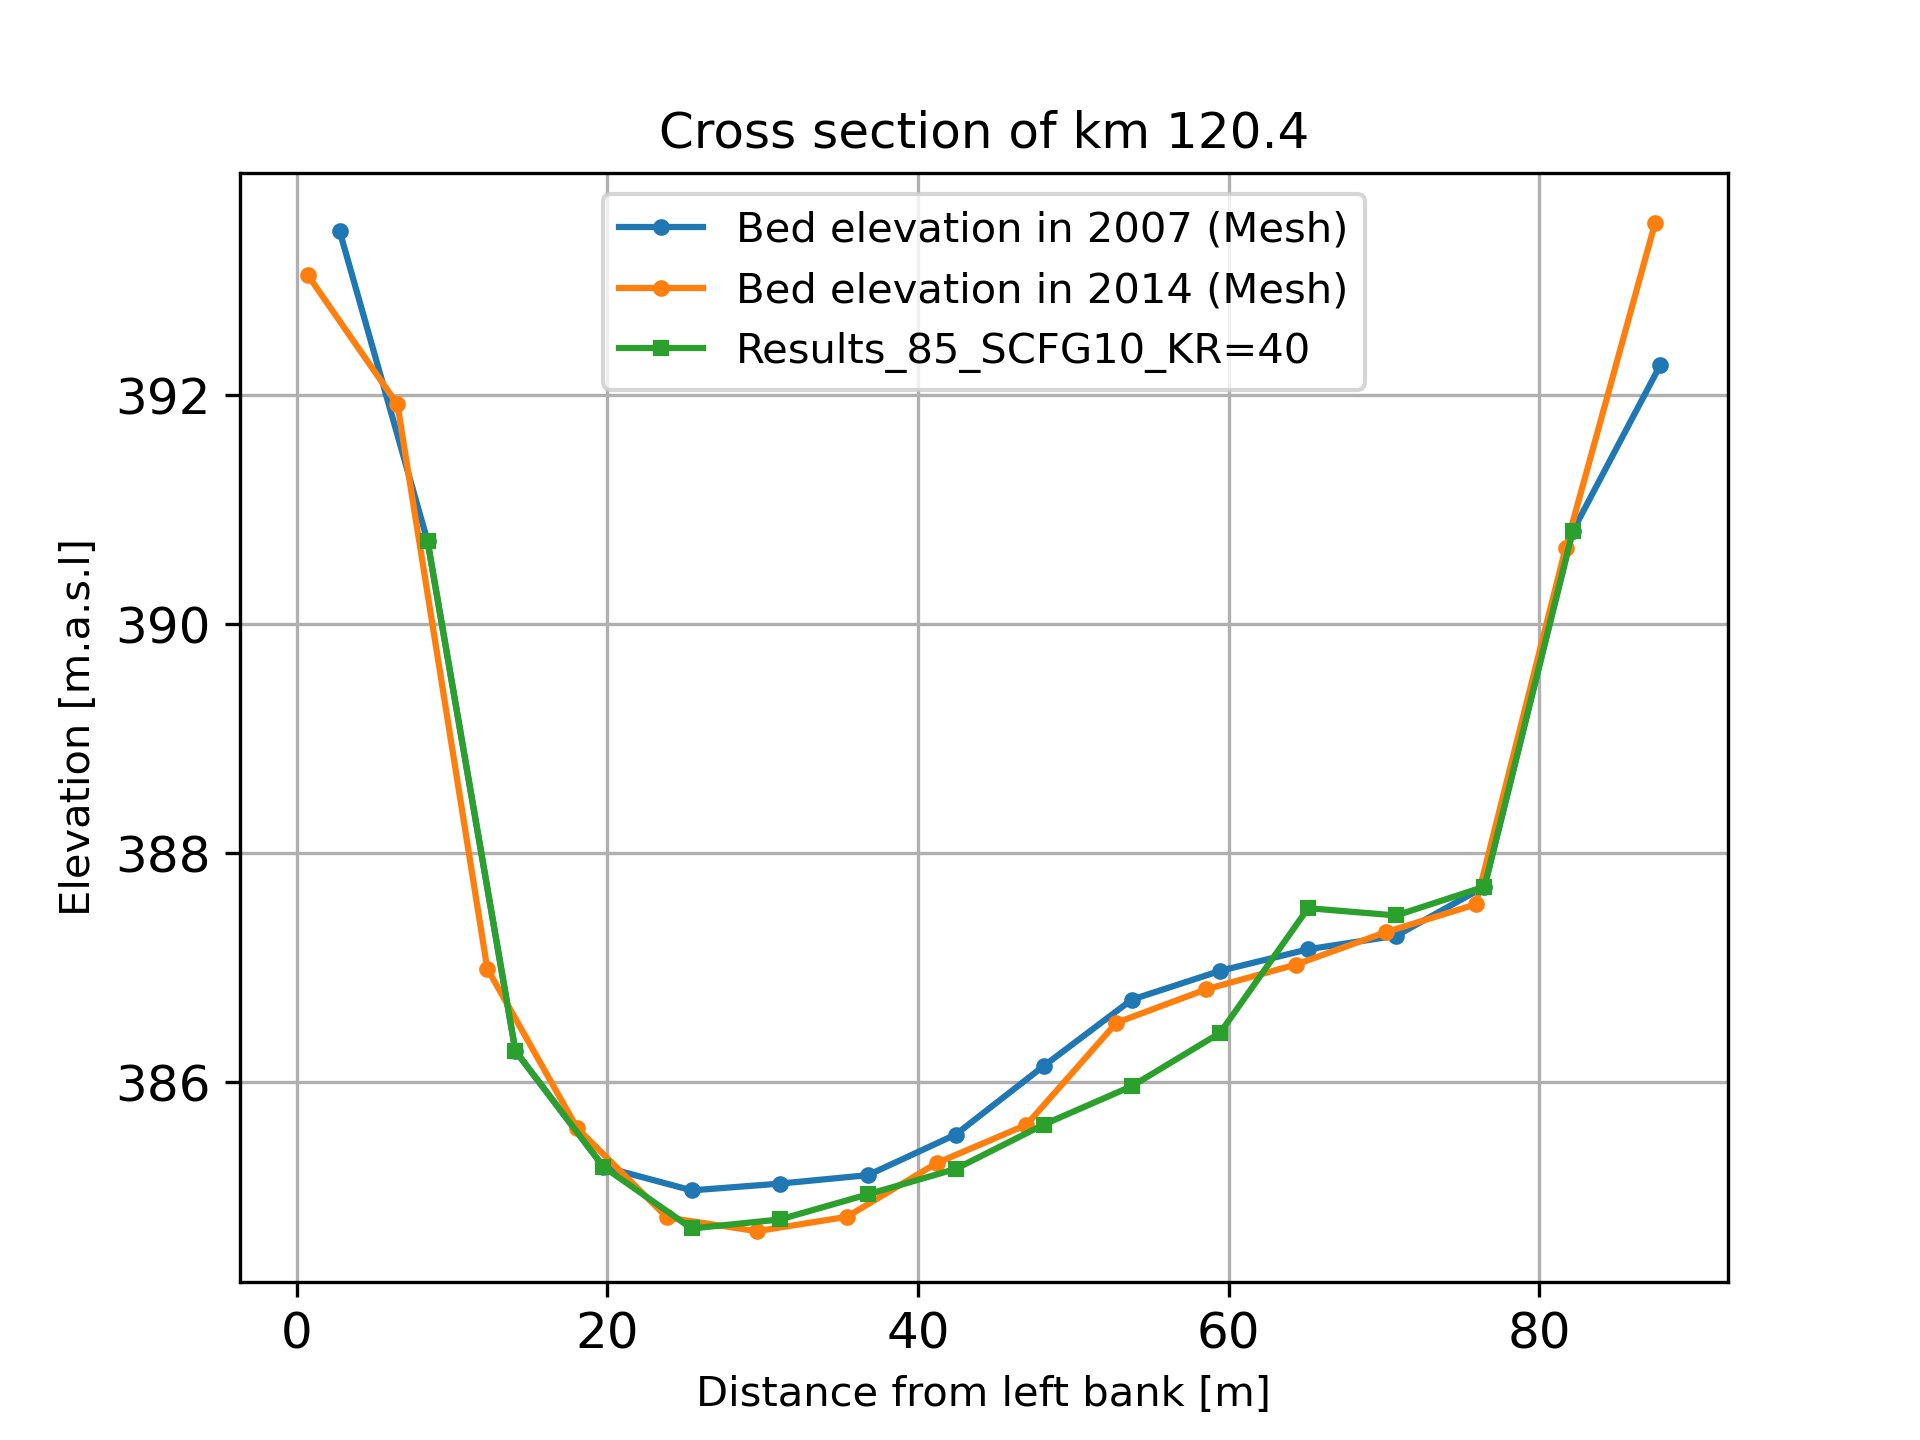 Cross section of km 120.4
Bed elevation in 2007 (Mesh)
Bed elevation in 2014 (Mesh)
Results_85_SCFG10_KR=40
Elevation [m.a.s.l]
392
390
388
386
0 20 40 60 80
Distance from left bank [m]